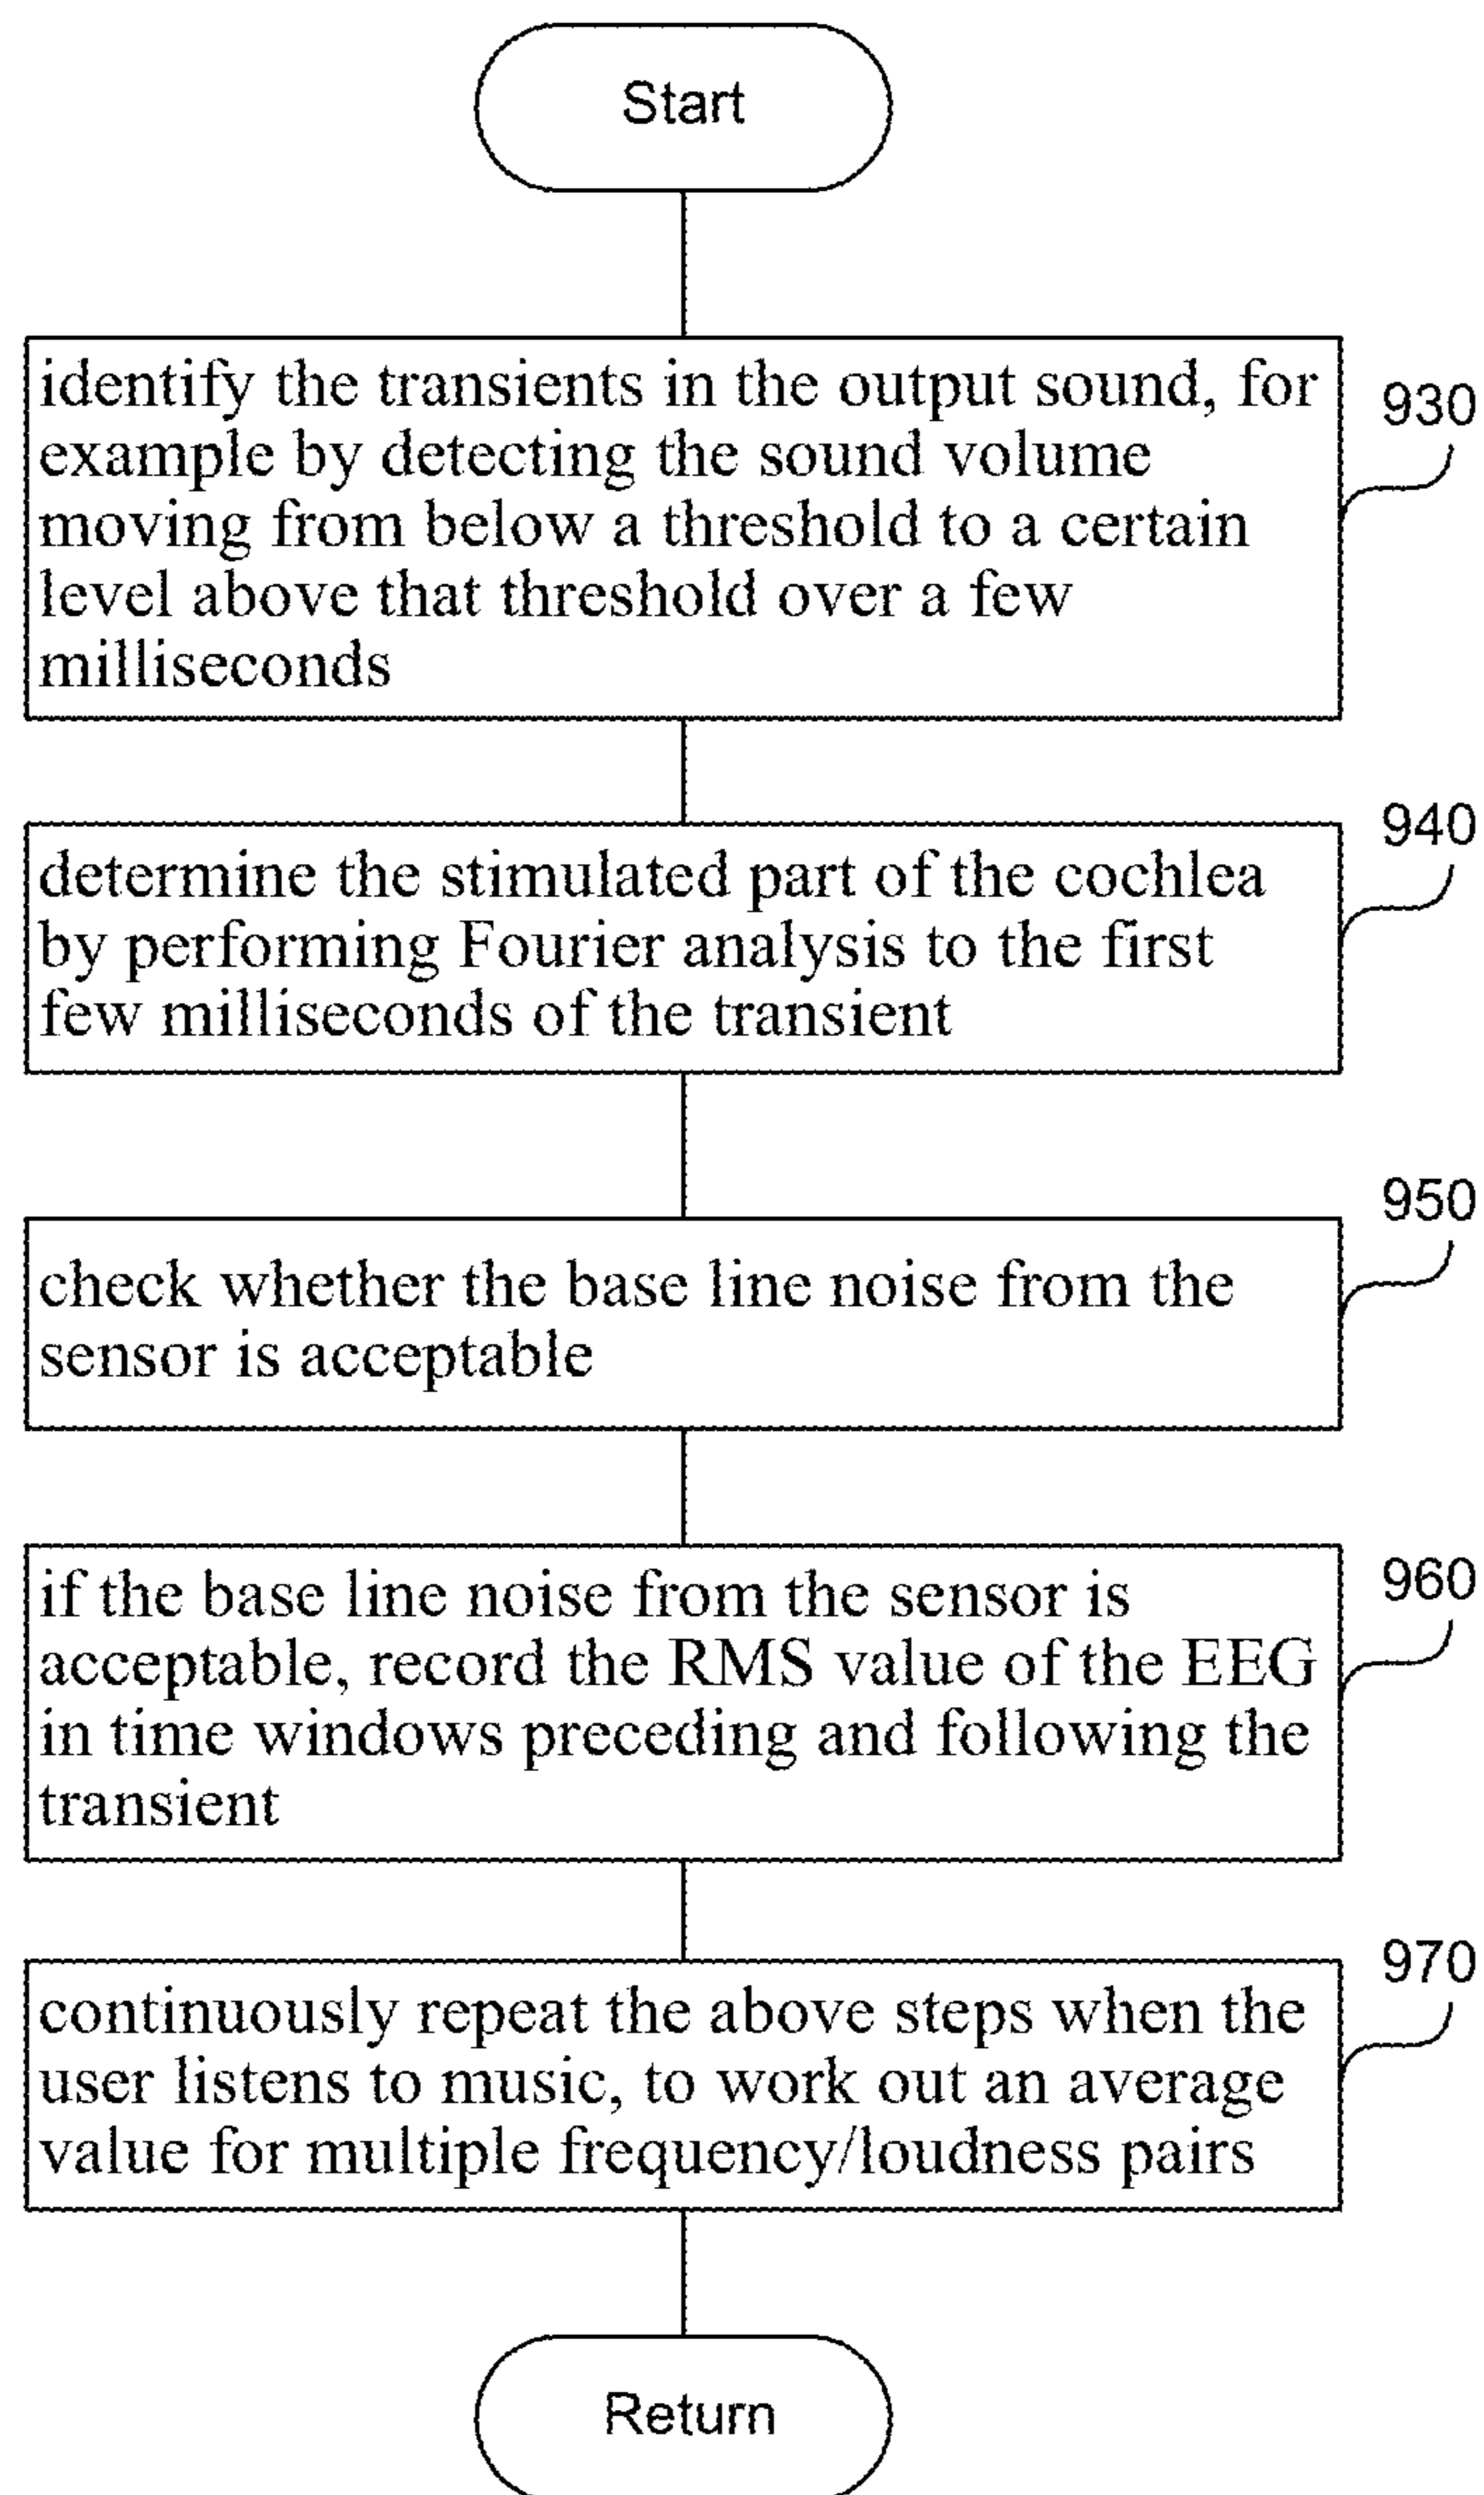 Start
identify the transients in the output sound, for
example by detecting the sound volume
moving from below a threshold to a certain
level above that threshold over a few
milliseconds
930
determine the stimulated part of the cochlea
by performing Fourier analysis to the first
few milliseconds of the transient
940
check whether the base line noise from the
sensor is acceptable
950
if the base line noise from the sensor is
acceptable, record the RMS value of the EEG
in time windows preceding and following the
transient
960
continuously repeat the above steps when the
user listens to music, to work out an average
value for multiple frequency/loudness pairs
970
Return